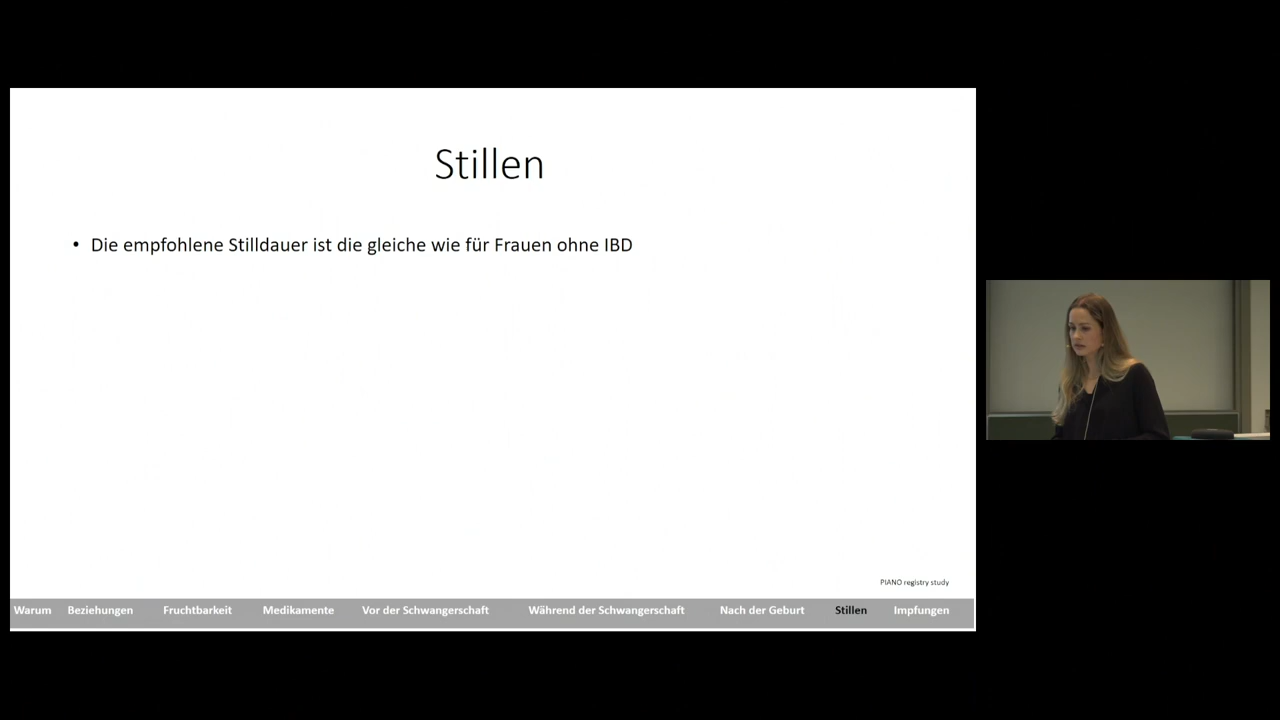 Stillen
• Die empfohlene Stilldauer ist die gleiche wie für Frauen ohne IBD
PIANO registry study
Warum Beziehungen Fruchtbarkeit Medikamente Vor der Schwangerschaft Während der Schwangerschaft Nach der Geburt Stillen Impfungen